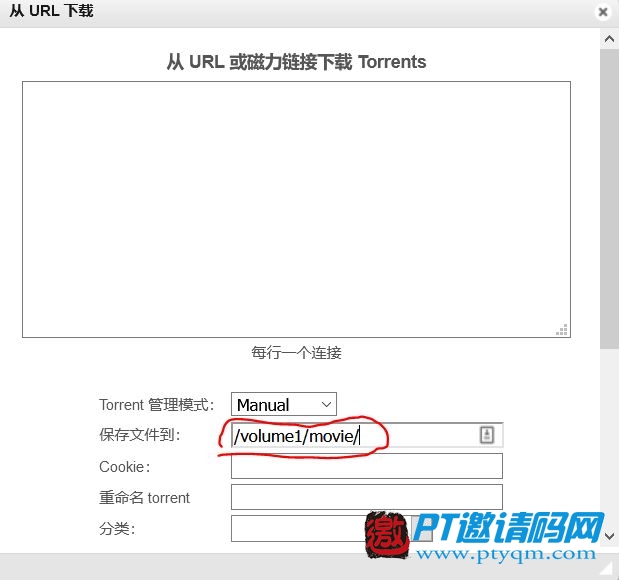 从 URL 下载
从 URL 或磁力链接下载 Torrents
每行一个连接
Torrent 管理模式： Manual
保存文件到： /volume1/movie/
Cookie：
重命名 torrent
分类：
邀 PT邀请码网
www.ptyqm.com